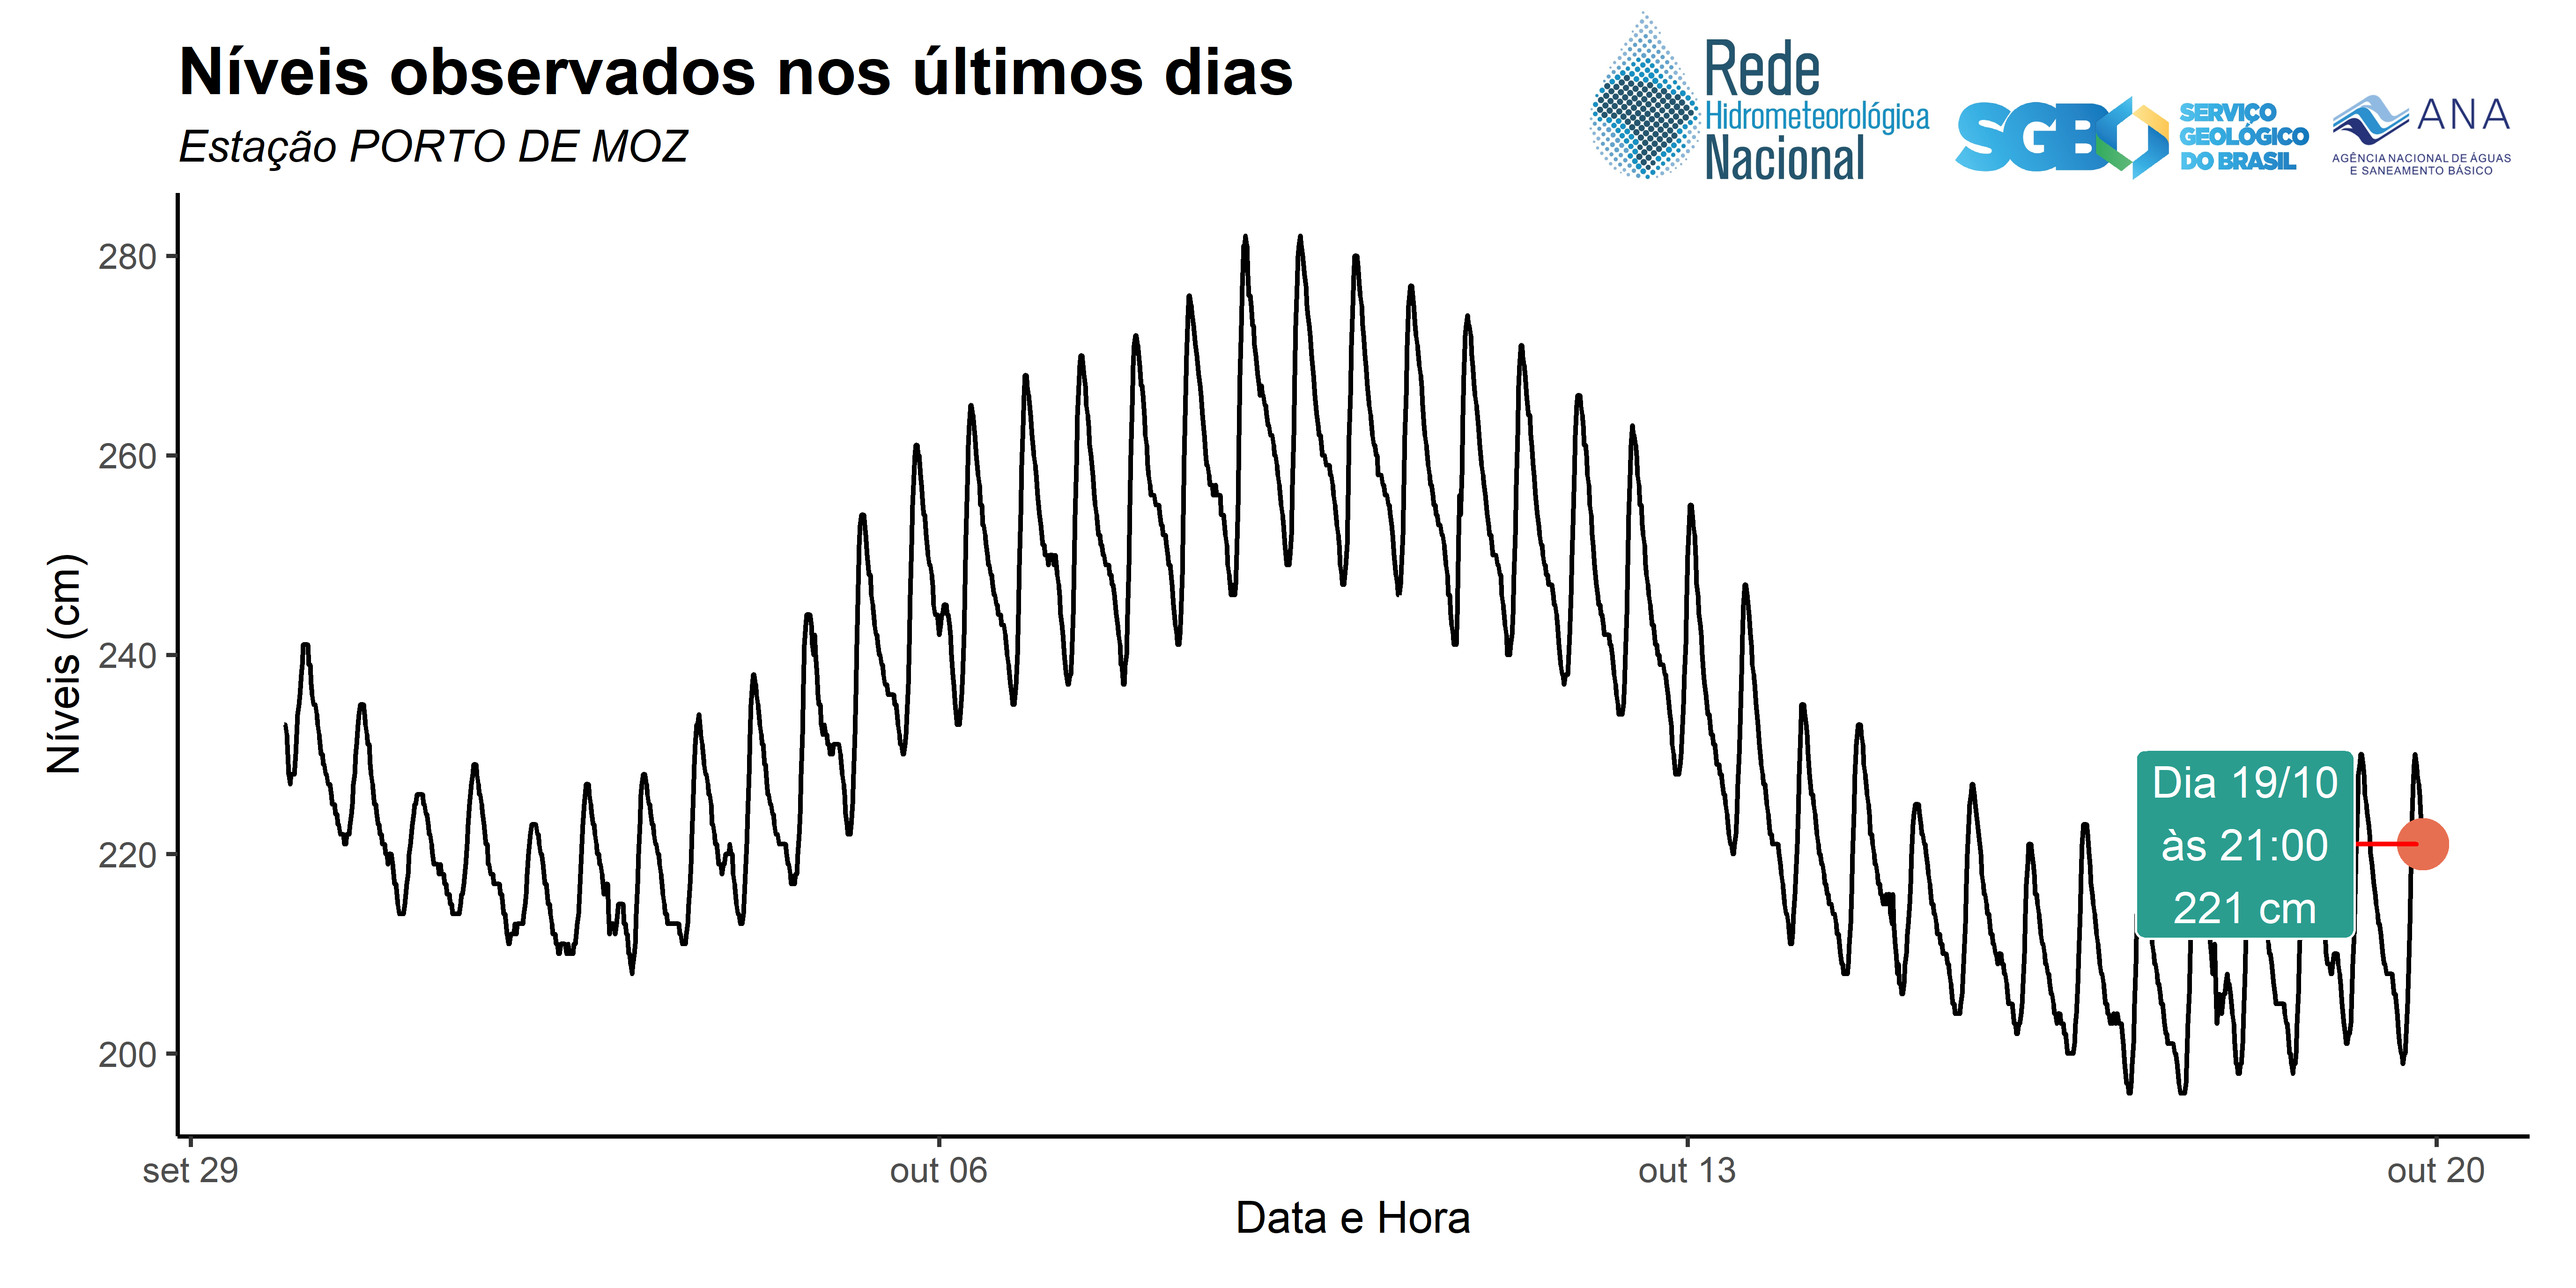 Níveis observados nos últimos dias
Estação PORTO DE MOZ
Rede
Hidrometeorológica
Nacional
SGB
SERVIÇO
GEOLÓGICO
DO BRASIL
ANA
AGÊNCIA NACIONAL DE ÁGUAS
E SANEAMENTO BÁSICO
Níveis (cm)
280
260
240
220
200
Dia 19/10
às 21:00
221 cm
set 29
out 06
out 13
out 20
Data e Hora